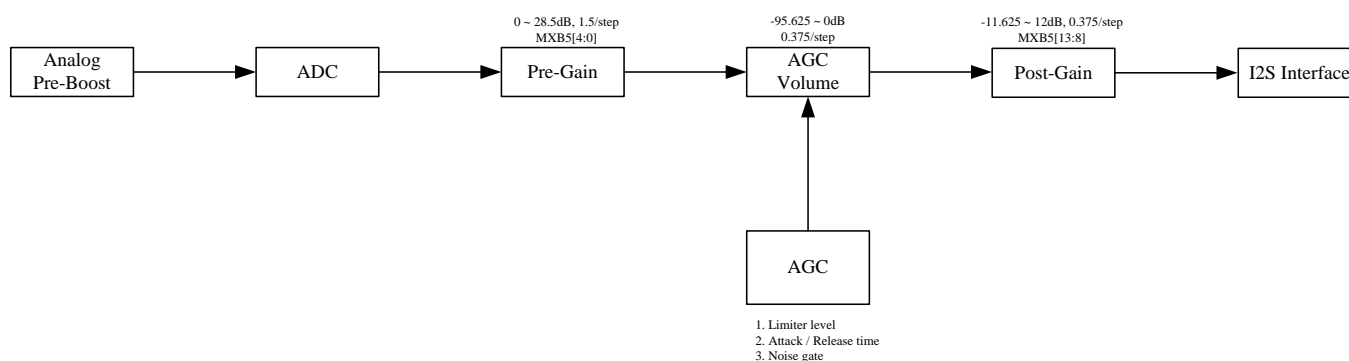 0 ~ 28.5dB, 1.5/step
MXB5[4:0]
-95.625 ~ 0dB
0.375/step
-11.625 ~ 12dB, 0.375/step
MXB5[13:8]
Analog
Pre-Boost
ADC
Pre-Gain
AGC
Volume
Post-Gain
I2S Interface
AGC
1. Limiter level
2. Attack / Release time
3. Noise gate